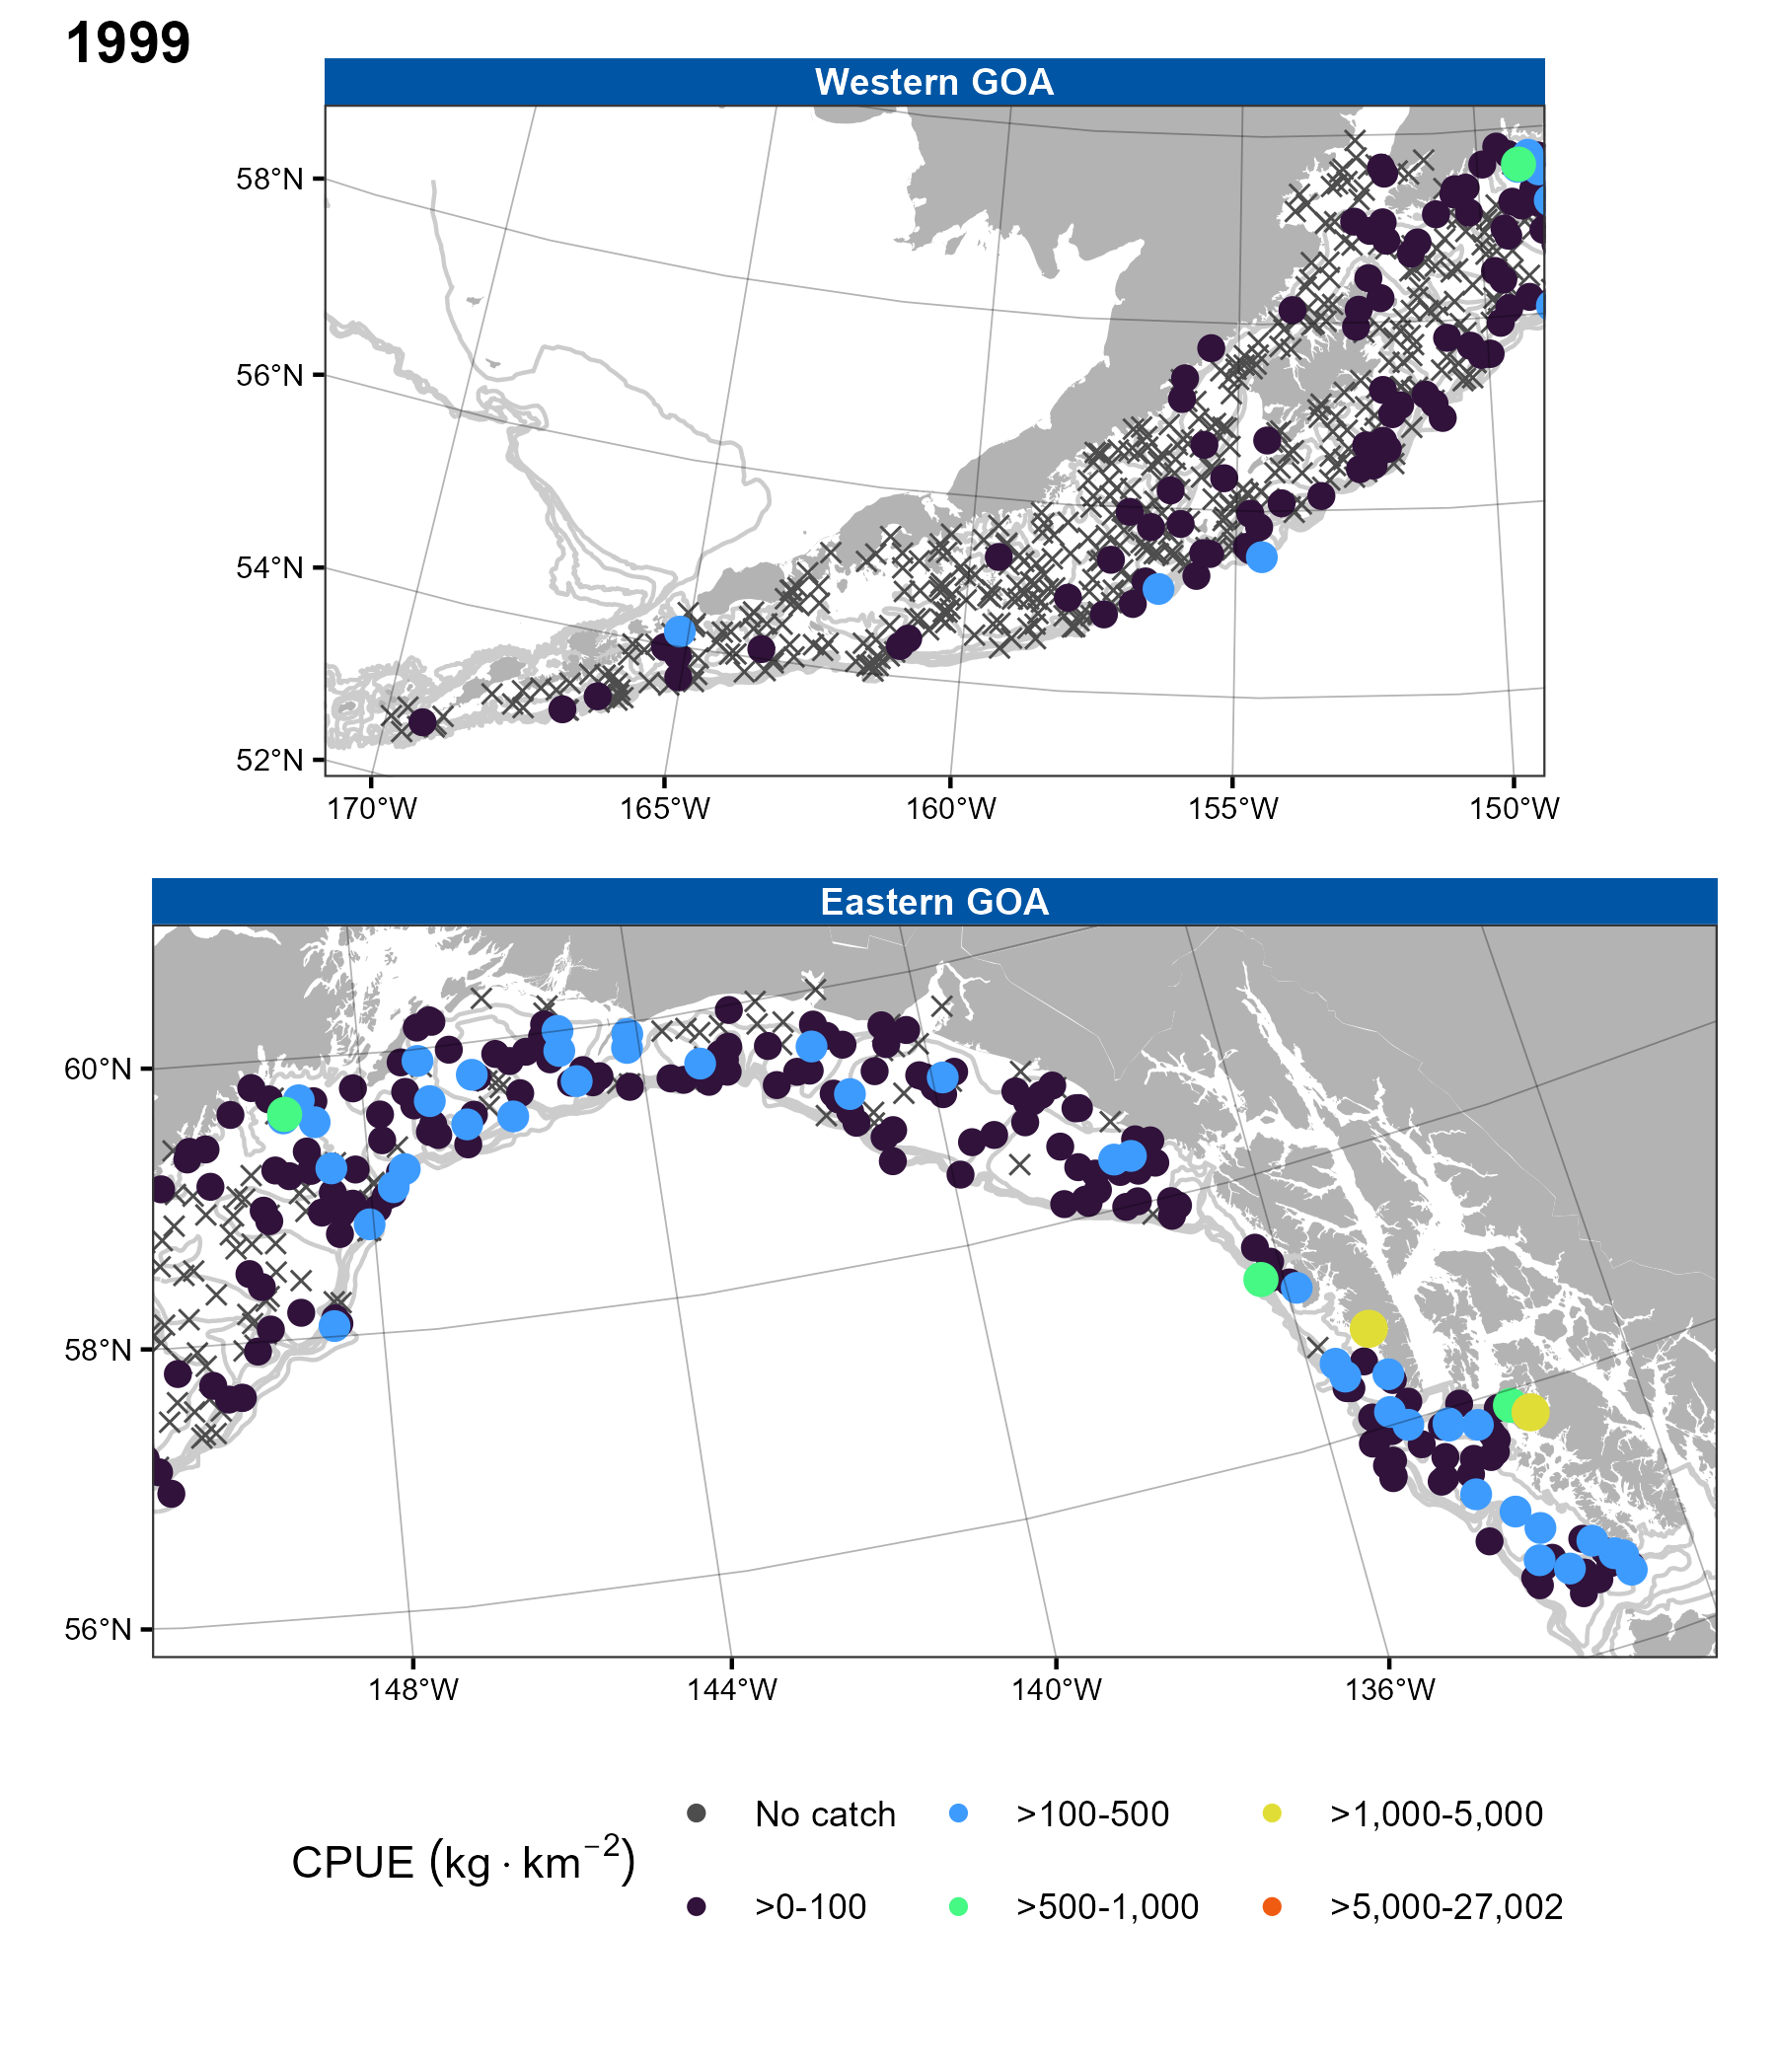 1999
Western GOA
58°N
56°N
54°N
52°N
170°W 165°W 160°W 155°W 150°W
Eastern GOA
60°N
58°N
56°N
148°W 144°W 140°W 136°W
CPUE (kg · km⁻²)
No catch >100-500 >1,000-5,000
>0-100 >500-1,000 >5,000-27,002